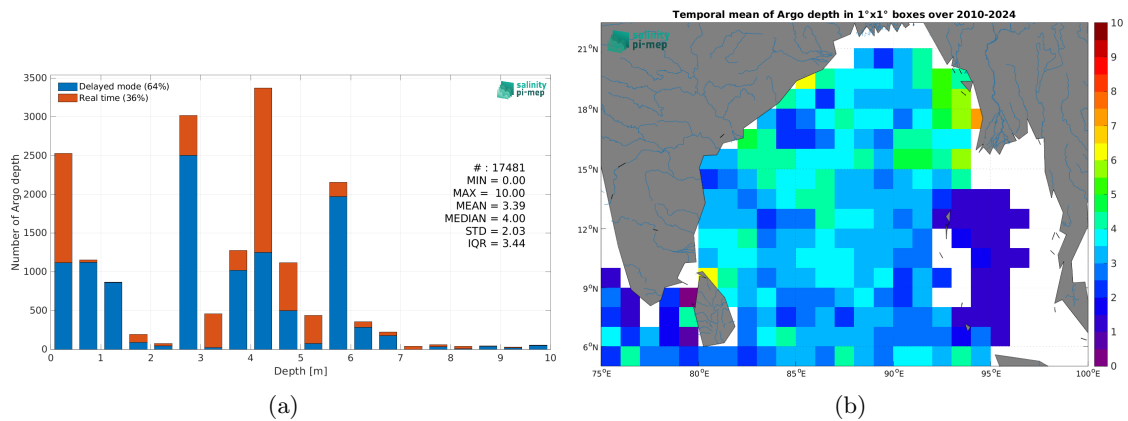 3500
3000
2500
2000
1500
1000
500
0
Number of Argo depth
Delayed mode (64%)
Real time (36%)
salinity
pi-mep
# : 17481
MIN = 0.00
MAX = 10.00
MEAN = 3.39
MEDIAN = 4.00
STD = 2.03
IQR = 3.44
0 1 2 3 4 5 6 7 8 9 10
Depth [m]
(a)
Temporal mean of Argo depth in 1°x1° boxes over 2010-2024
salinity
pi-mep
21°N
18°N
15°N
12°N
9°N
6°N
75°E 80°E 85°E 90°E 95°E 100°E
10
9
8
7
6
5
4
3
2
1
0
(b)